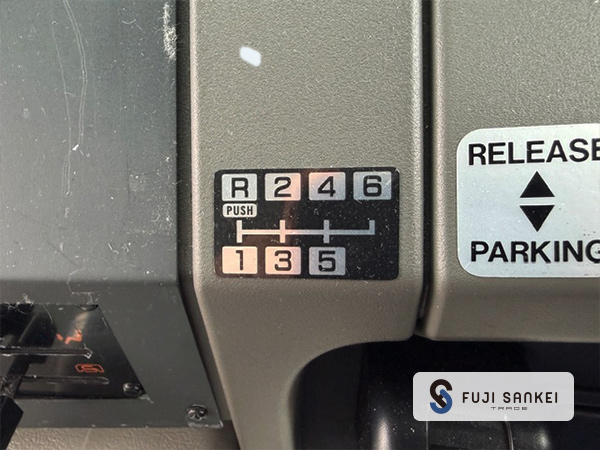 R 2 4 6
PUSH
1 3 5
RELEASE
PARKING
FUJI SANKEI
TRADE